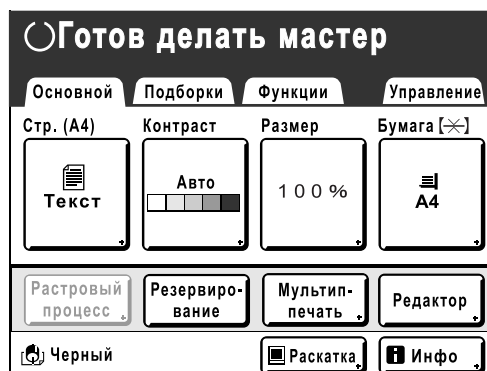 Готов делать мастер
Основной Подборки Функции Управление
Стр. (A4) Контраст Размер Бумага
Текст Авто 100% A4
Растровый процесс Резервиро-вание Мультип-печать Редактор
Черный Раскатка Инфо